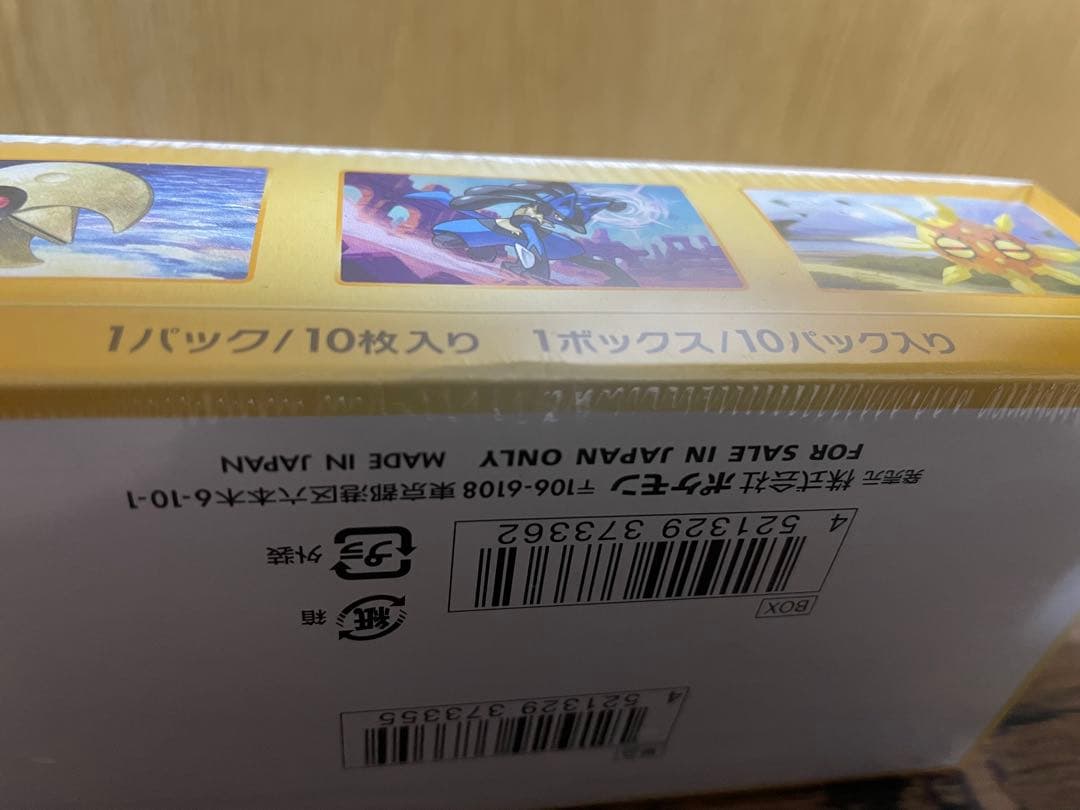 1パック/10枚入り 1ボックス/10パック入り
FOR SALE IN JAPAN ONLY MADE IN JAPAN
発売元 株式会社 ポケモン 〒106-6108 東京都港区六本木6-10-1
4 521329 373362
BOX
プラ 外装
紙 箱
4 521329 373355